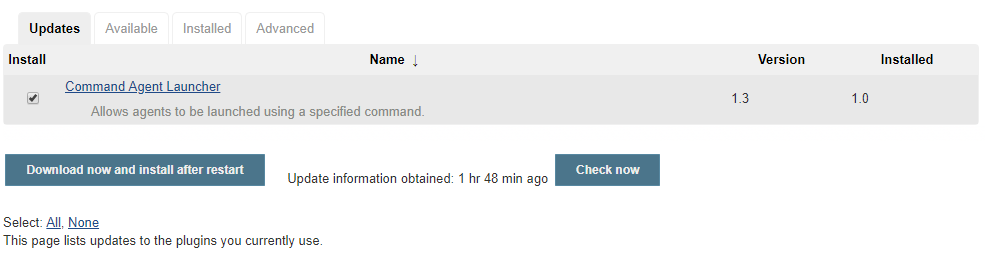 Updates Available Installed Advanced
Install Name ↓ Version Installed
Command Agent Launcher
1.3 1.0
Allows agents to be launched using a specified command.
Download now and install after restart Update information obtained: 1 hr 48 min ago Check now
Select: All, None
This page lists updates to the plugins you currently use.